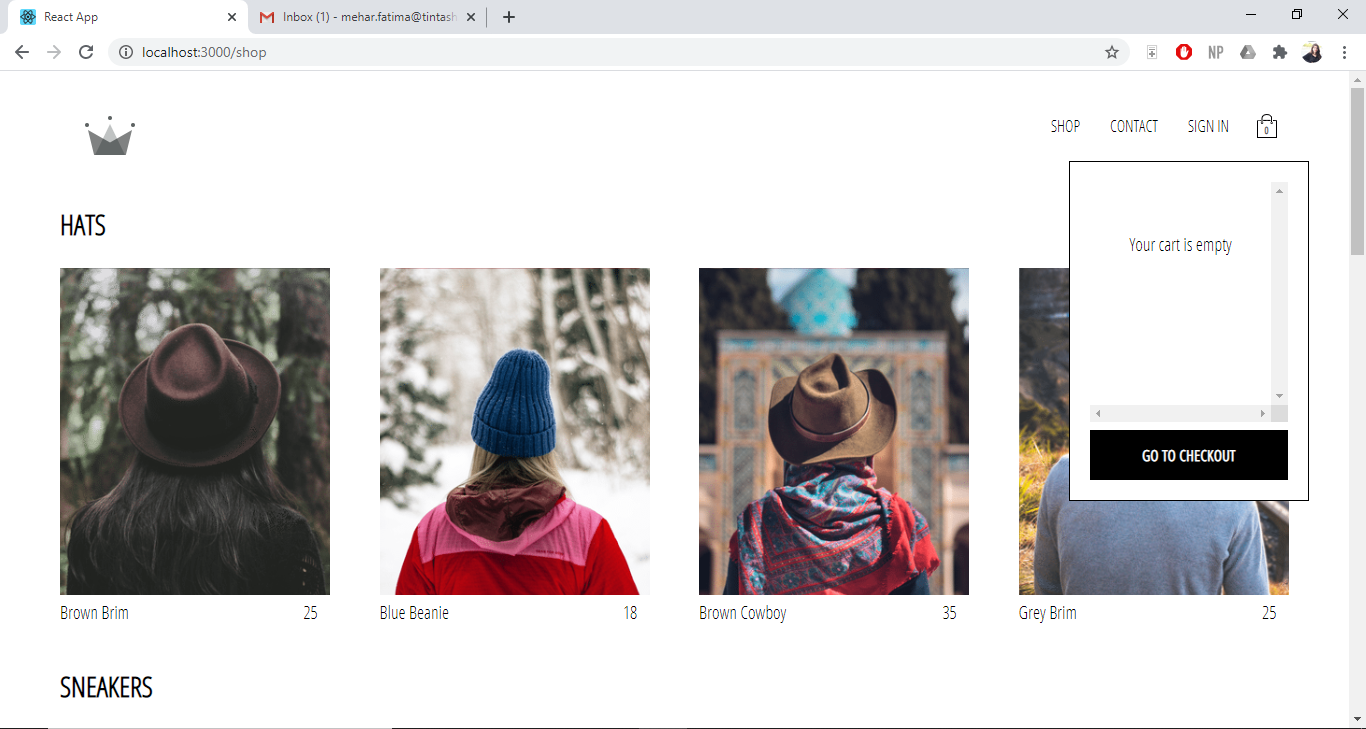 React App
Inbox (1) - mehar.fatima@tintash
localhost:3000/shop
NP
SHOP CONTACT SIGN IN 0
HATS
Your cart is empty
GO TO CHECKOUT
Brown Brim 25
Blue Beanie 18
Brown Cowboy 35
Grey Brim 25
SNEAKERS